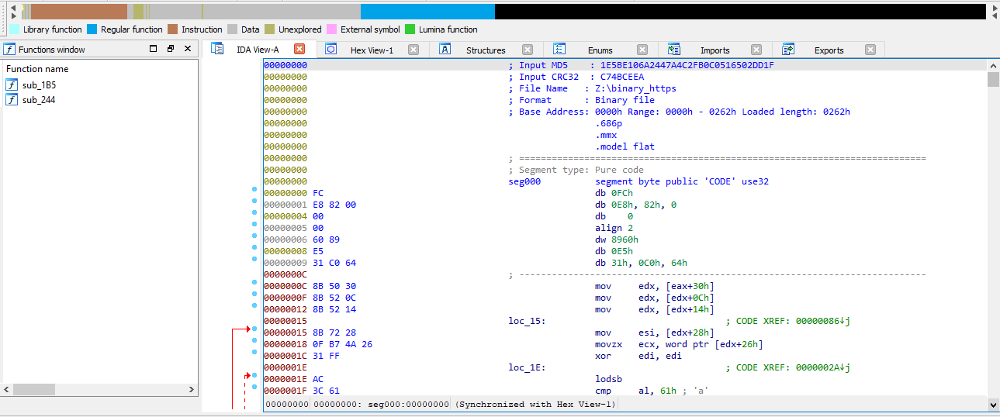 Library function Regular function Instruction Data Unexplored External symbol Lumina function
Functions window
IDA View-A Hex View-1 Structures Enums Imports Exports
Function name
sub_1B5
sub_244
00000000 ; Input MD5 : 1E5BE106A2447A4C2FB0C0516502DD1F
00000000 ; Input CRC32 : C74BCEEA
00000000 ; File Name : Z:\binary_https
00000000 ; Format : Binary file
00000000 ; Base Address: 0000h Range: 0000h - 0262h Loaded length: 0262h
00000000 .686p
00000000 .mmx
00000000 .model flat
00000000 ; ===========================================================================
00000000 ; Segment type: Pure code
00000000 seg000 segment byte public 'CODE' use32
00000000 FC db 0FCh
00000001 E8 82 00 db 0E8h, 82h, 0
00000004 00 db 0
00000005 00 align 2
00000006 60 89 dw 8960h
00000008 E5 db 0E5h
00000009 31 C0 64 db 31h, 0C0h, 64h
0000000C ; ---------------------------------------------------------------------------
0000000C 8B 50 30 mov edx, [eax+30h]
0000000F 8B 52 0C mov edx, [edx+0Ch]
00000012 8B 52 14 mov edx, [edx+14h]
00000015 loc_15: ; CODE XREF: 00000086↓j
00000015 8B 72 28 mov esi, [edx+28h]
00000018 0F B7 4A 26 movzx ecx, word ptr [edx+26h]
0000001C 31 FF xor edi, edi
0000001E loc_1E: ; CODE XREF: 0000002A↓j
0000001E AC lodsb
0000001F 3C 61 cmp al, 61h ; 'a'
00000000 00000000: seg000:00000000 (Synchronized with Hex View-1)